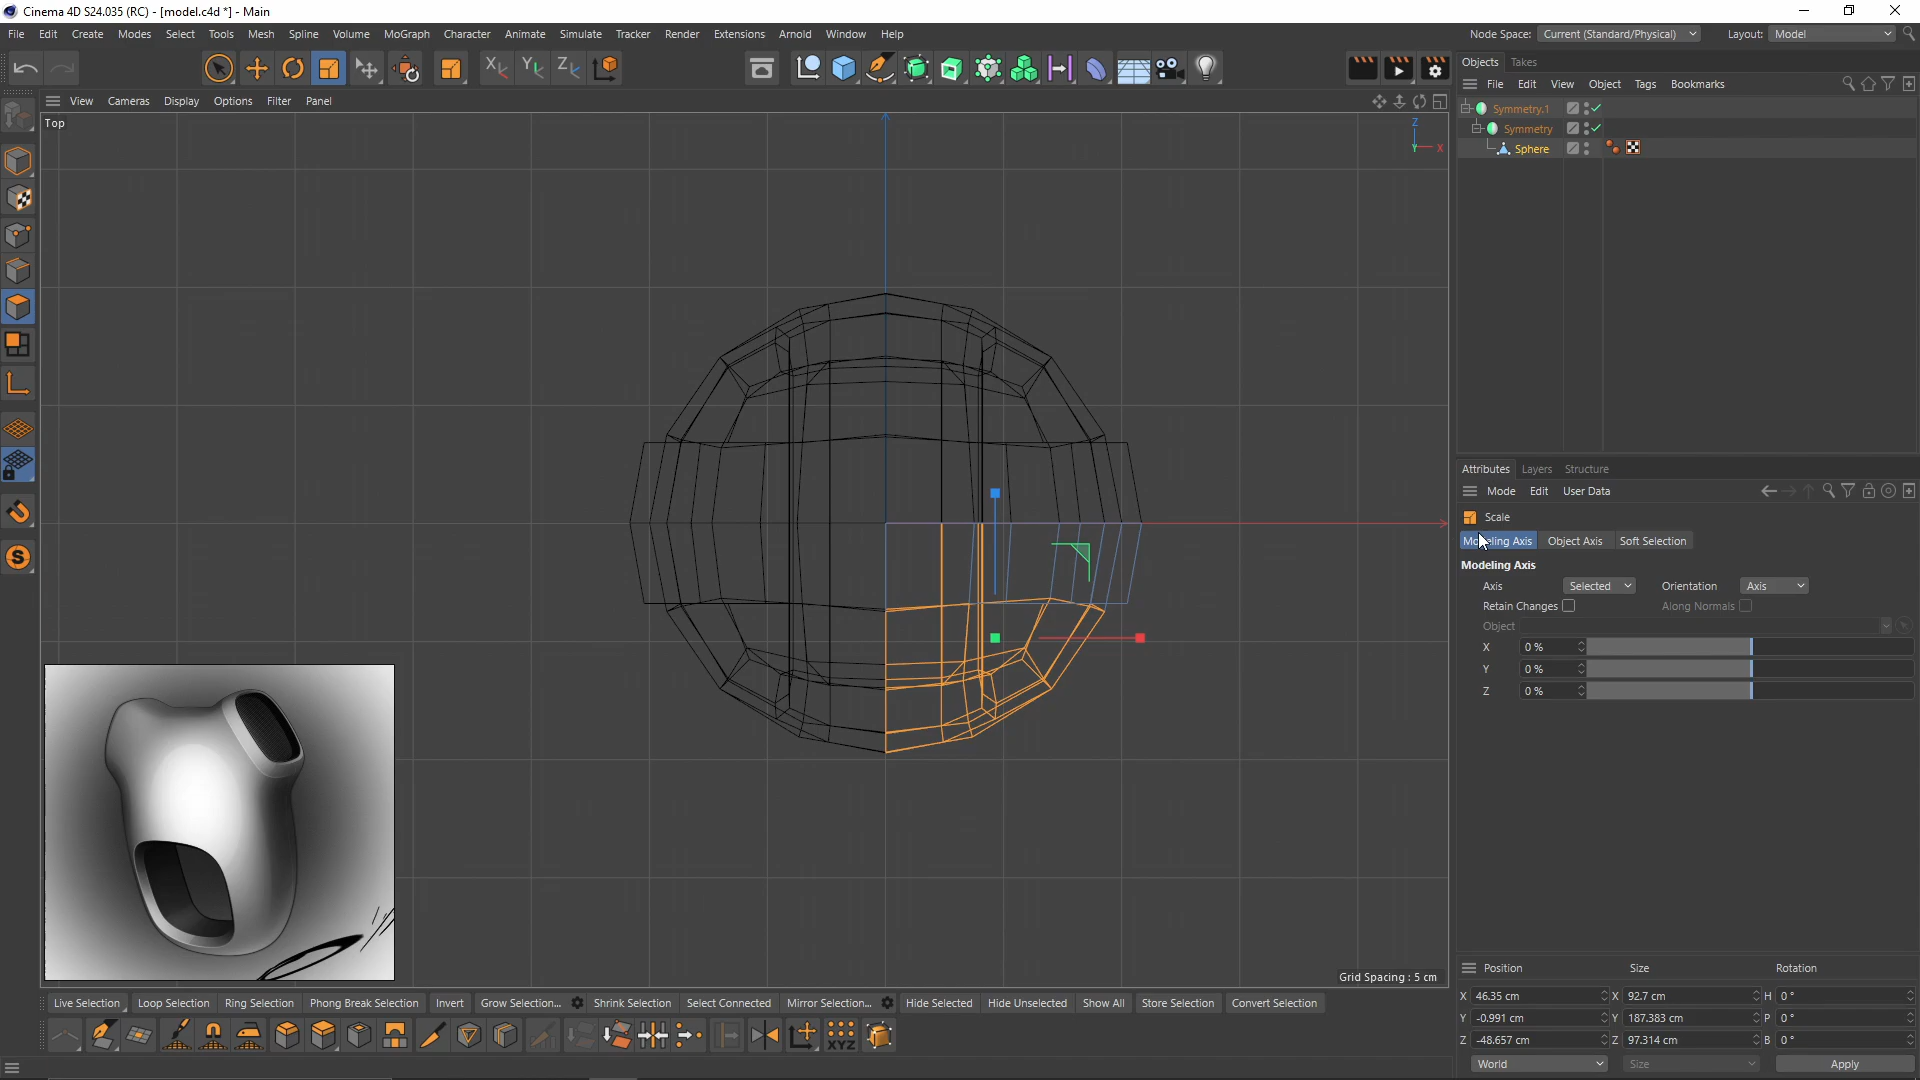 Cinema 4D S24.035 (RC) - [model.c4d *] - Main
File Edit Create Modes Select Tools Mesh Spline Volume MoGraph Character Animate Simulate Tracker Render Extensions Arnold Window Help
Node Space: Current (Standard/Physical) Layout: Model
X Y Z
Objects Takes
View Cameras Display Options Filter Panel
File Edit View Object Tags Bookmarks
Top
Z
Y X
Symmetry.1
Symmetry
Sphere
Attributes Layers Structure
Mode Edit User Data
Scale
Modeling Axis Object Axis Soft Selection
Modeling Axis
Axis Selected Orientation Axis
Retain Changes Along Normals
Object
X 0 %
Y 0 %
Z 0 %
Grid Spacing : 5 cm
Live Selection Loop Selection Ring Selection Phong Break Selection Invert Grow Selection... Shrink Selection Select Connected Mirror Selection... Hide Selected Hide Unselected Show All Store Selection Convert Selection
XYZ
Position Size Rotation
X 46.35 cm X 92.7 cm H 0 °
Y -0.991 cm Y 187.383 cm P 0 °
Z -48.657 cm Z 97.314 cm B 0 °
World Size Apply